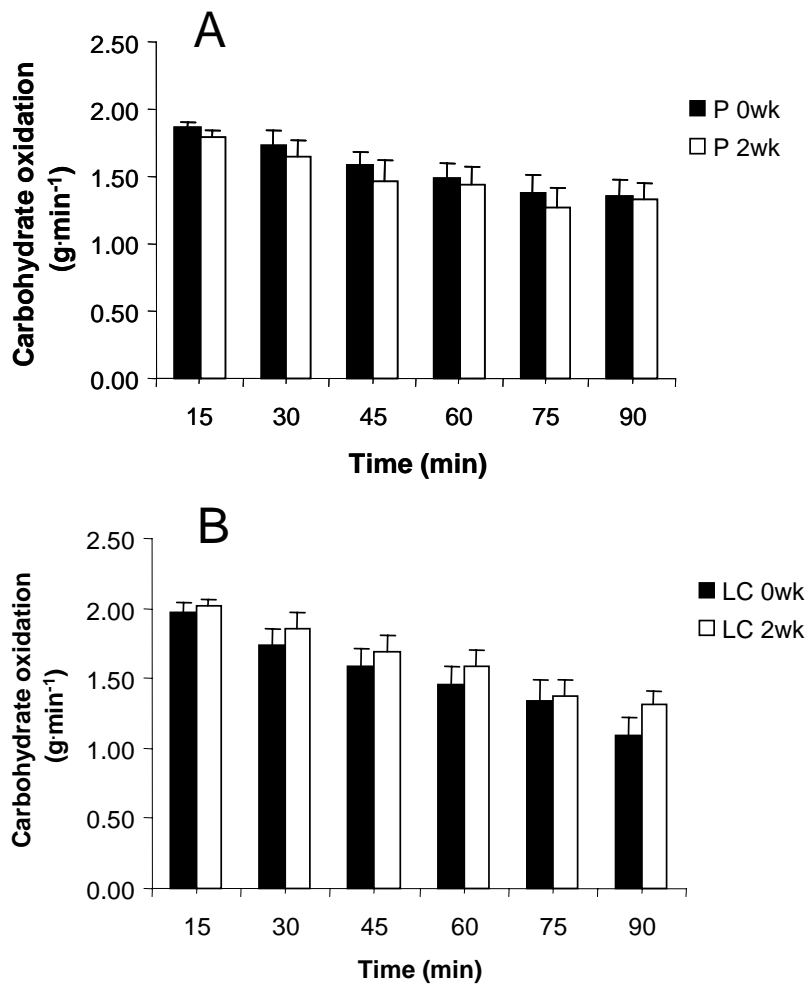 A
2.50
2.00
1.50
1.00
0.50
0.00
Carbohydrate oxidation
(g·min⁻¹)
15 30 45 60 75 90
Time (min)
P 0wk
P 2wk
B
2.50
2.00
1.50
1.00
0.50
0.00
Carbohydrate oxidation
(g·min⁻¹)
15 30 45 60 75 90
Time (min)
LC 0wk
LC 2wk